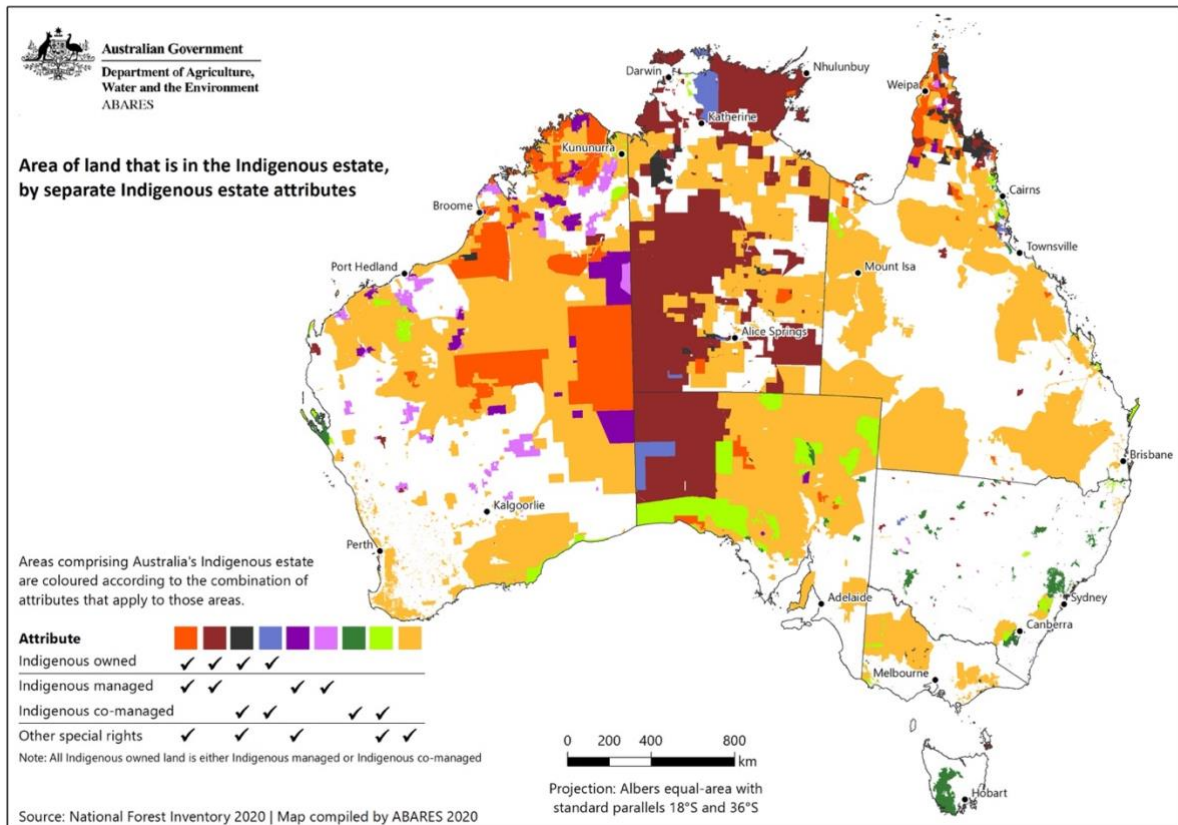 Australian Government
Department of Agriculture,
Water and the Environment
ABARES
Area of land that is in the Indigenous estate,
by separate Indigenous estate attributes
Darwin
Nhulunbuy
Weipa
Katherine
Kununurra
Cairns
Broome
Townsville
Port Hedland
Mount Isa
Alice Springs
Brisbane
Kalgoorlie
Perth
Adelaide
Sydney
Canberra
Melbourne
Hobart
Areas comprising Australia's Indigenous estate
are coloured according to the combination of
attributes that apply to those areas.
Attribute
Indigenous owned ✓ ✓ ✓ ✓
Indigenous managed ✓ ✓ ✓ ✓
Indigenous co-managed ✓ ✓ ✓ ✓
Other special rights ✓ ✓ ✓ ✓ ✓
Note: All Indigenous owned land is either Indigenous managed or Indigenous co-managed
0 200 400 800
km
Projection: Albers equal-area with
standard parallels 18°S and 36°S
Source: National Forest Inventory 2020 | Map compiled by ABARES 2020